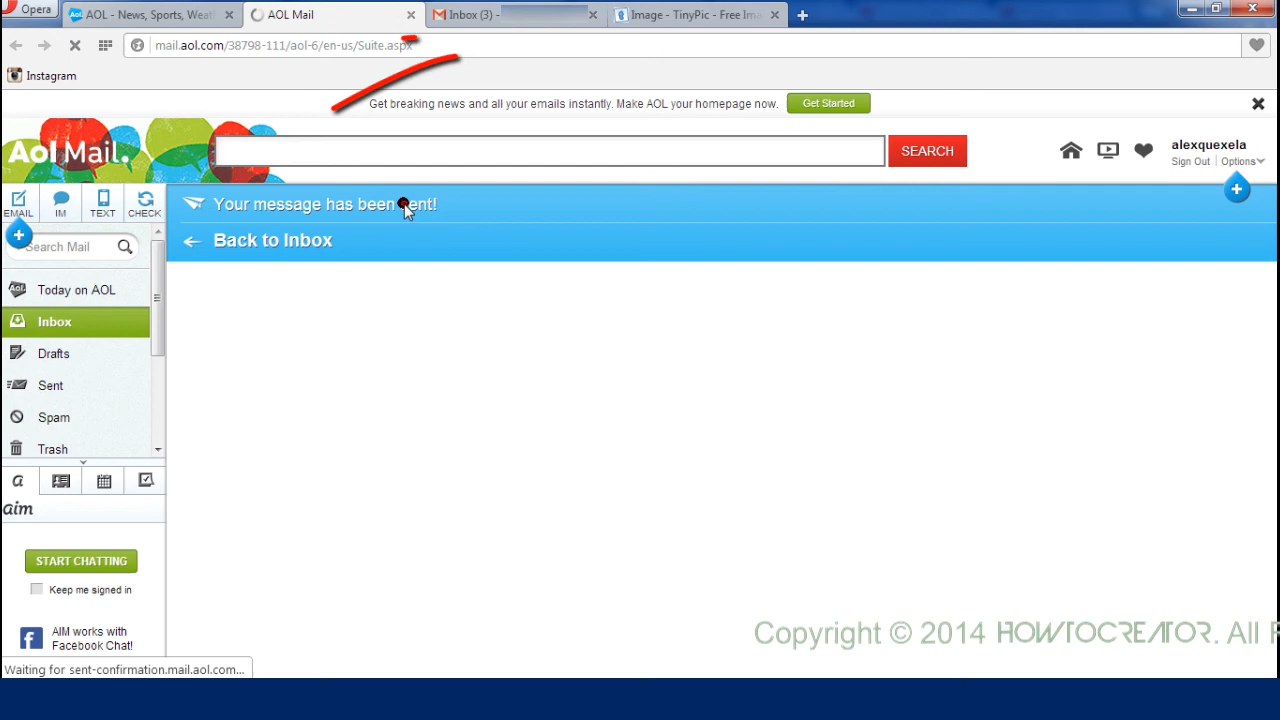 Opera
AOL - News, Sports, Weat
AOL Mail
Inbox (3) -
Image - TinyPic - Free Ima
mail.aol.com/38798-111/aol-6/en-us/Suite.aspx
Instagram
Get breaking news and all your emails instantly. Make AOL your homepage now.
Get Started
Aol Mail.
SEARCH
alexquexela
Sign Out
Options
EMAIL
IM
TEXT
CHECK
Your message has been sent!
Search Mail
Back to Inbox
Today on AOL
Inbox
Drafts
Sent
Spam
Trash
aim
START CHATTING
Keep me signed in
AIM works with
Facebook Chat!
Copyright © 2014 HOWTOCREATOR. All
Waiting for sent-confirmation.mail.aol.com...